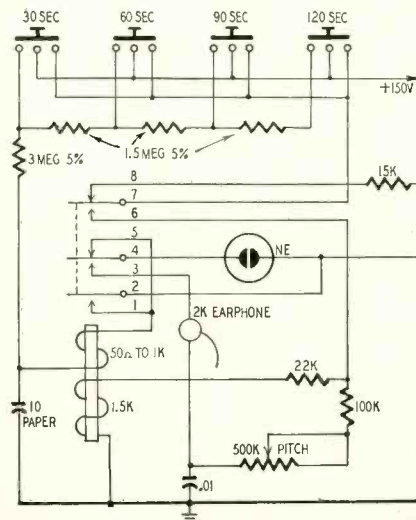 30 SEC 60 SEC 90 SEC 120 SEC
+150V
1.5 MEG 5%
3 MEG 5%
15K
8
7
6
5
4
3
2
1
NE
2K EARPHONE
50Ω TO 1K
22K
1.5K
100K
10
PAPER
500K PITCH
.01